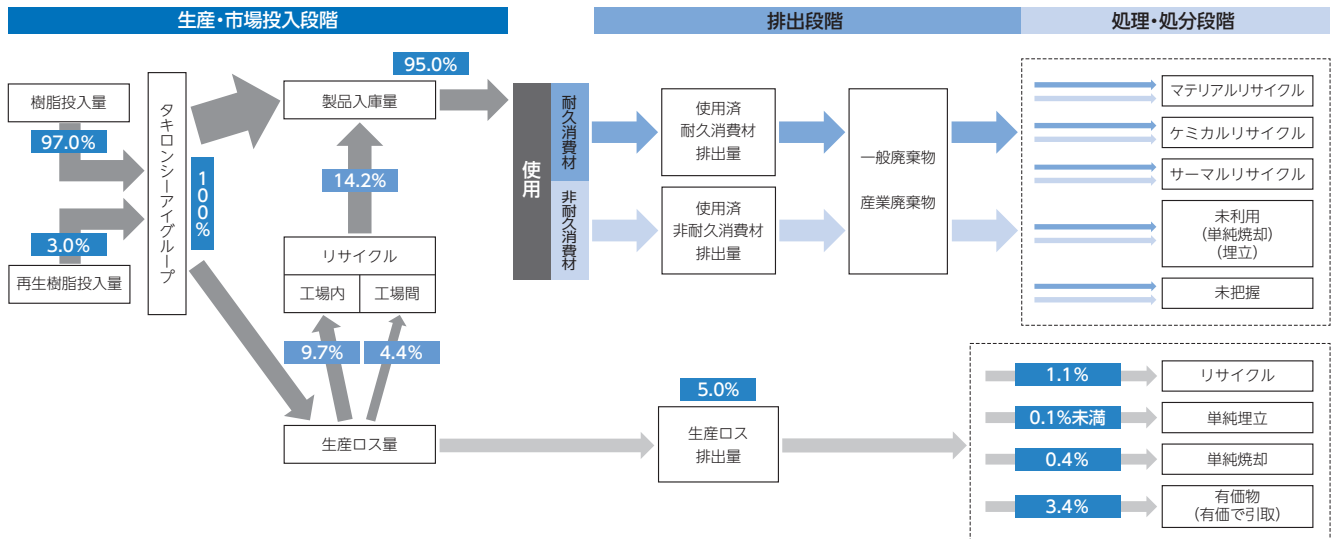 生産・市場投入段階
排出段階
処理・処分段階
樹脂投入量
97.0%
3.0%
再生樹脂投入量
タキロンシーアイグループ
100%
製品入庫量
95.0%
14.2%
リサイクル
工場内
工場間
9.7%
4.4%
生産ロス量
使用
耐久消費材
非耐久消費材
使用済
耐久消費材
排出量
使用済
非耐久消費材
排出量
一般廃棄物
産業廃棄物
マテリアルリサイクル
ケミカルリサイクル
サーマルリサイクル
未利用
(単純焼却)
(埋立)
未把握
5.0%
生産ロス
排出量
1.1%
リサイクル
0.1%未満
単純埋立
0.4%
単純焼却
3.4%
有価物
(有価で引取)